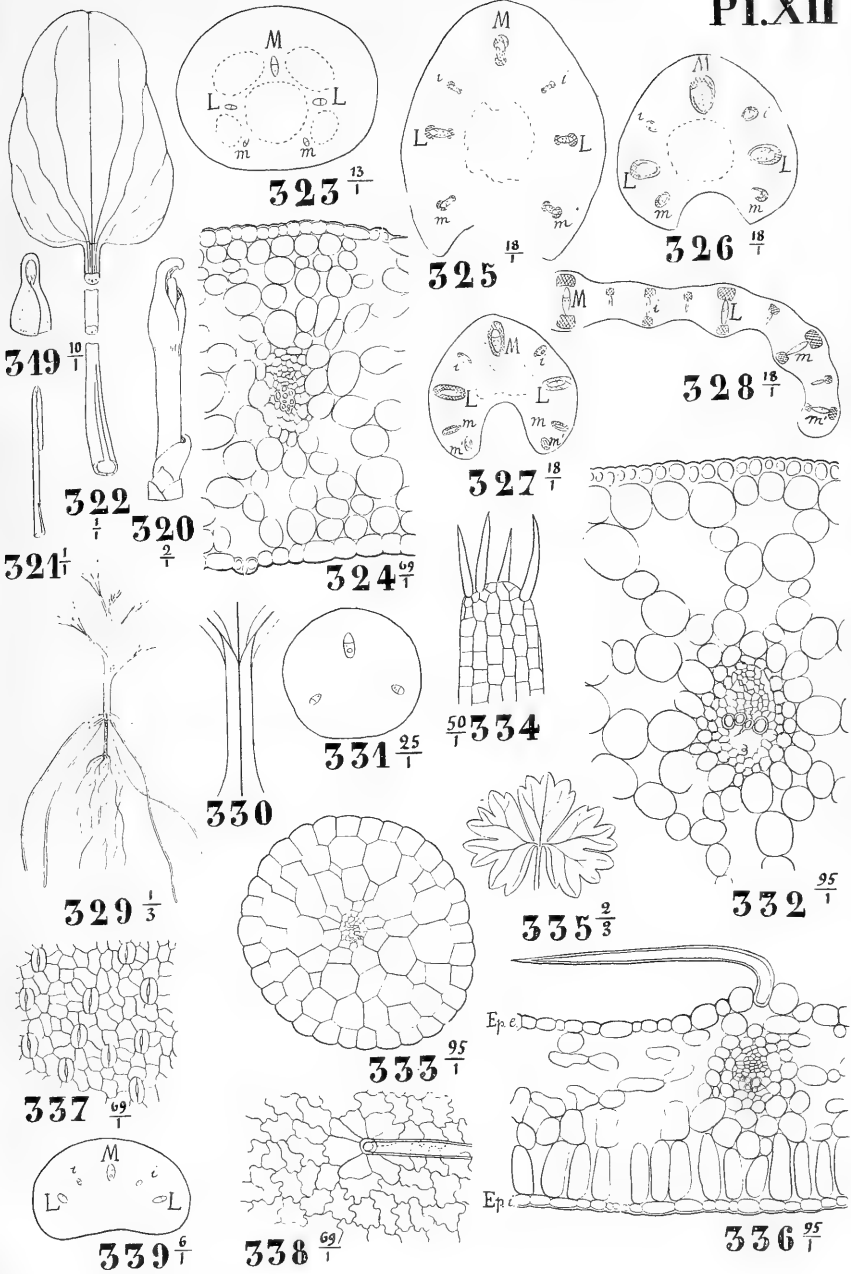 Pl.XII
M
L L
m m
323 13/1
M
i i
L L
m m'
325 18/1
M
i i
L L
m m
326 18/1
319 10/1
322 1/1
320 2/1
321 1/1
324 69/1
M
i i
L L
m m
m' m'
327 18/1
M i L m m'
328 18/1
329 1/3
330
331 25/1
50/1 334
332 95/1
335 2/3
333 95/1
337 69/1
Ep. e.
Ep. i.
336 95/1
338 69/1
M
i i
L L
339 6/1